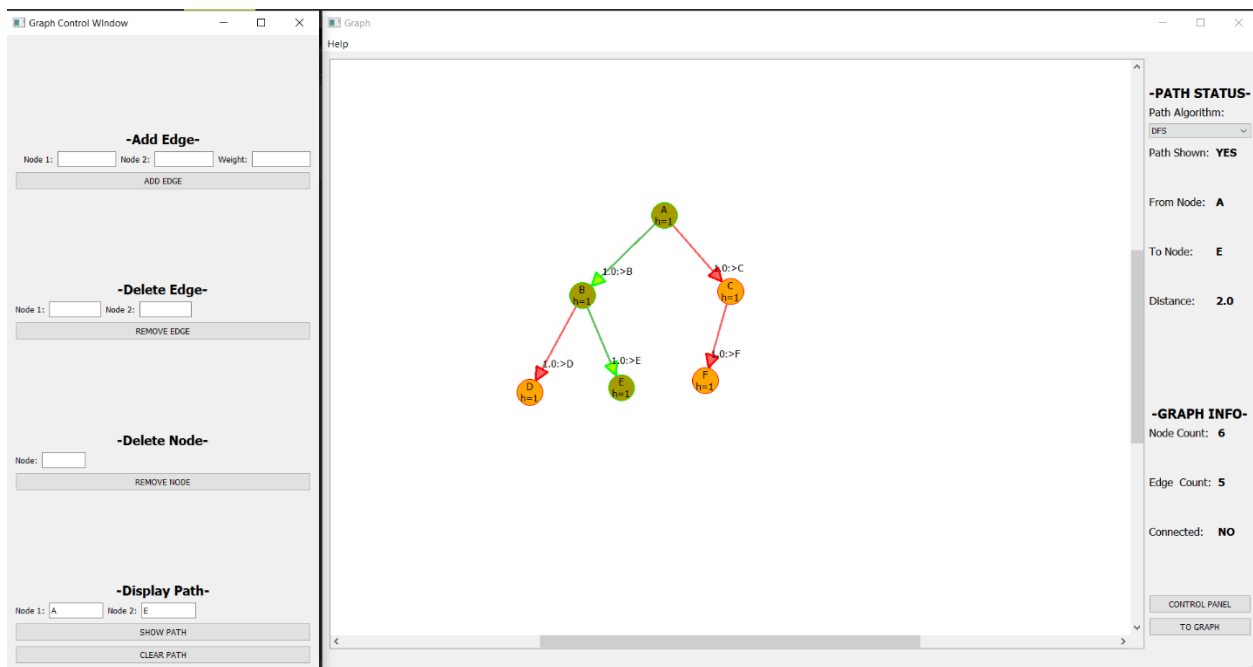 Graph Control Window
-Add Edge-
Node 1: Node 2: Weight:
ADD EDGE
-Delete Edge-
Node 1: Node 2:
REMOVE EDGE
-Delete Node-
Node:
REMOVE NODE
-Display Path-
Node 1: A Node 2: E
SHOW PATH
CLEAR PATH
Graph
Help
A
h=1
1.0:>B
1.0:>C
B
h=1
C
h=1
1.0:>D
1.0:>E
1.0:>F
D
h=1
E
h=1
F
h=1
-PATH STATUS-
Path Algorithm:
DFS
Path Shown: YES
From Node: A
To Node: E
Distance: 2.0
-GRAPH INFO-
Node Count: 6
Edge Count: 5
Connected: NO
CONTROL PANEL
TO GRAPH